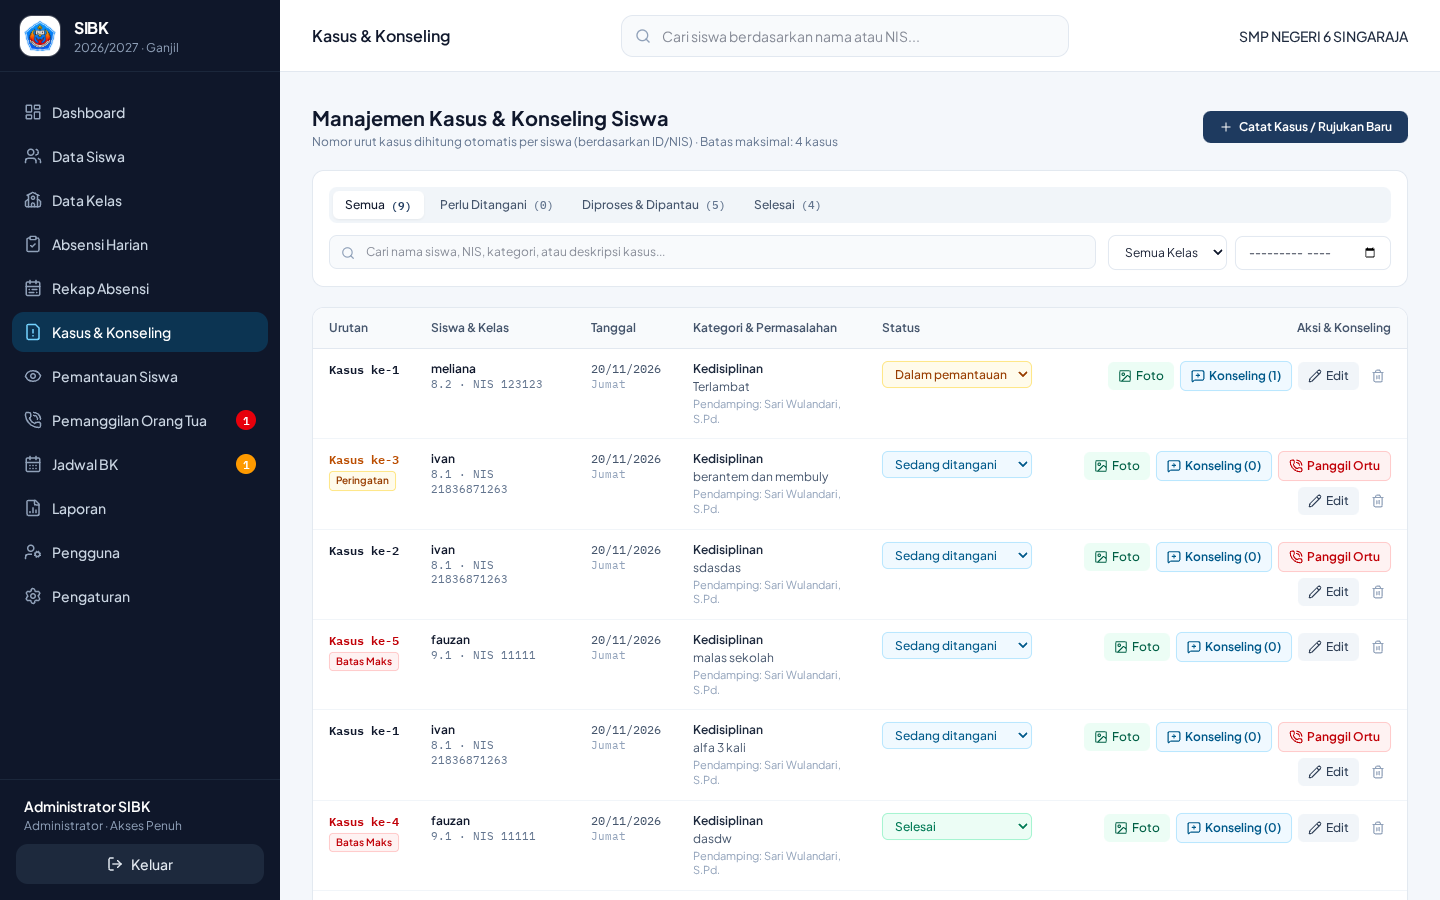 SIBK
2026/2027 · Ganjil
Dashboard
Data Siswa
Data Kelas
Absensi Harian
Rekap Absensi
Kasus & Konseling
Pemantauan Siswa
Pemanggilan Orang Tua 1
Jadwal BK 1
Laporan
Pengguna
Pengaturan
Administrator SIBK
Administrator · Akses Penuh
Keluar
Kasus & Konseling
Cari siswa berdasarkan nama atau NIS...
SMP NEGERI 6 SINGARAJA
Manajemen Kasus & Konseling Siswa
Nomor urut kasus dihitung otomatis per siswa (berdasarkan ID/NIS) · Batas maksimal: 4 kasus
+ Catat Kasus / Rujukan Baru
Semua (9) Perlu Ditangani (0) Diproses & Dipantau (5) Selesai (4)
Cari nama siswa, NIS, kategori, atau deskripsi kasus...
Semua Kelas
--------- ----
Urutan Siswa & Kelas Tanggal Kategori & Permasalahan Status Aksi & Konseling
Kasus ke-1
meliana
8.2 · NIS 123123
20/11/2026
Jumat
Kedisiplinan
Terlambat
Pendamping: Sari Wulandari,
S.Pd.
Dalam pemantauan
Foto Konseling (1) Edit
Kasus ke-3
Peringatan
ivan
8.1 · NIS
21836871263
20/11/2026
Jumat
Kedisiplinan
berantem dan membuly
Pendamping: Sari Wulandari,
S.Pd.
Sedang ditangani
Foto Konseling (0) Panggil Ortu
Edit
Kasus ke-2
ivan
8.1 · NIS
21836871263
20/11/2026
Jumat
Kedisiplinan
sdasdas
Pendamping: Sari Wulandari,
S.Pd.
Sedang ditangani
Foto Konseling (0) Panggil Ortu
Edit
Kasus ke-5
Batas Maks
fauzan
9.1 · NIS 11111
20/11/2026
Jumat
Kedisiplinan
malas sekolah
Pendamping: Sari Wulandari,
S.Pd.
Sedang ditangani
Foto Konseling (0) Edit
Kasus ke-1
ivan
8.1 · NIS
21836871263
20/11/2026
Jumat
Kedisiplinan
alfa 3 kali
Pendamping: Sari Wulandari,
S.Pd.
Sedang ditangani
Foto Konseling (0) Panggil Ortu
Edit
Kasus ke-4
Batas Maks
fauzan
9.1 · NIS 11111
20/11/2026
Jumat
Kedisiplinan
dasdw
Pendamping: Sari Wulandari,
S.Pd.
Selesai
Foto Konseling (0) Edit